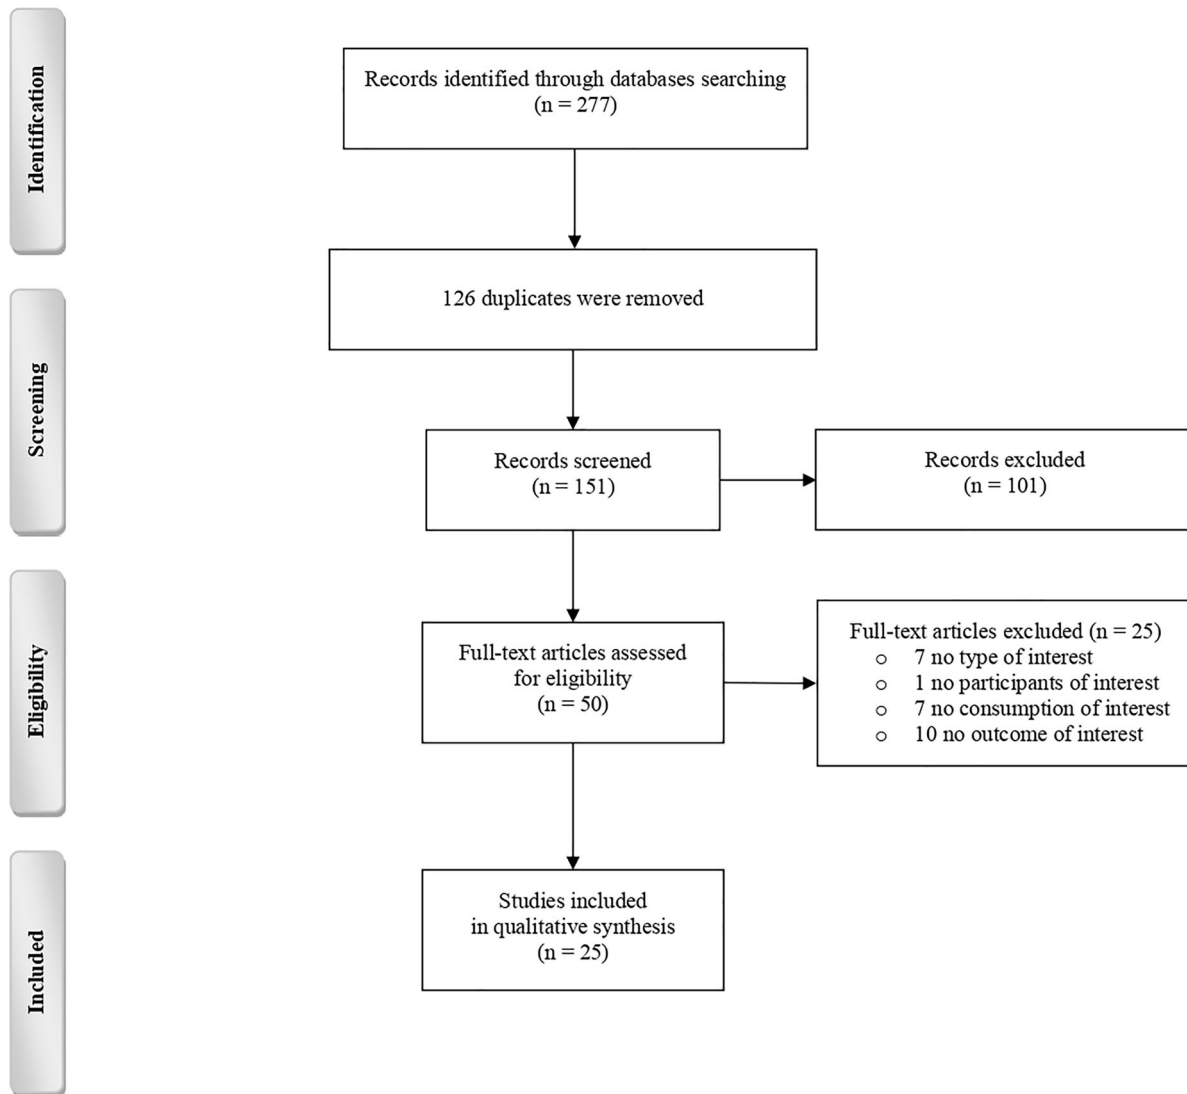 Identification
Records identified through databases searching
(n = 277)
126 duplicates were removed
Screening
Records screened
(n = 151)
Records excluded
(n = 101)
Eligibility
Full-text articles assessed
for eligibility
(n = 50)
Full-text articles excluded (n = 25)
o 7 no type of interest
o 1 no participants of interest
o 7 no consumption of interest
o 10 no outcome of interest
Included
Studies included
in qualitative synthesis
(n = 25)